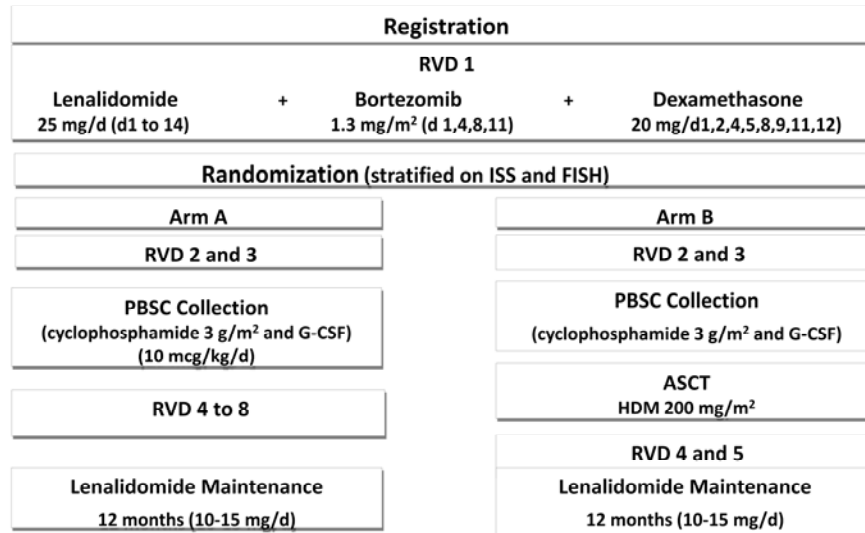 Registration
RVD 1
Lenalidomide + Bortezomib + Dexamethasone
25 mg/d (d1 to 14) 1.3 mg/m² (d 1,4,8,11) 20 mg/d1,2,4,5,8,9,11,12)
Randomization (stratified on ISS and FISH)
Arm A
RVD 2 and 3
PBSC Collection
(cyclophosphamide 3 g/m² and G-CSF)
(10 mcg/kg/d)
RVD 4 to 8
Lenalidomide Maintenance
12 months (10-15 mg/d)
Arm B
RVD 2 and 3
PBSC Collection
(cyclophosphamide 3 g/m² and G-CSF)
ASCT
HDM 200 mg/m²
RVD 4 and 5
Lenalidomide Maintenance
12 months (10-15 mg/d)